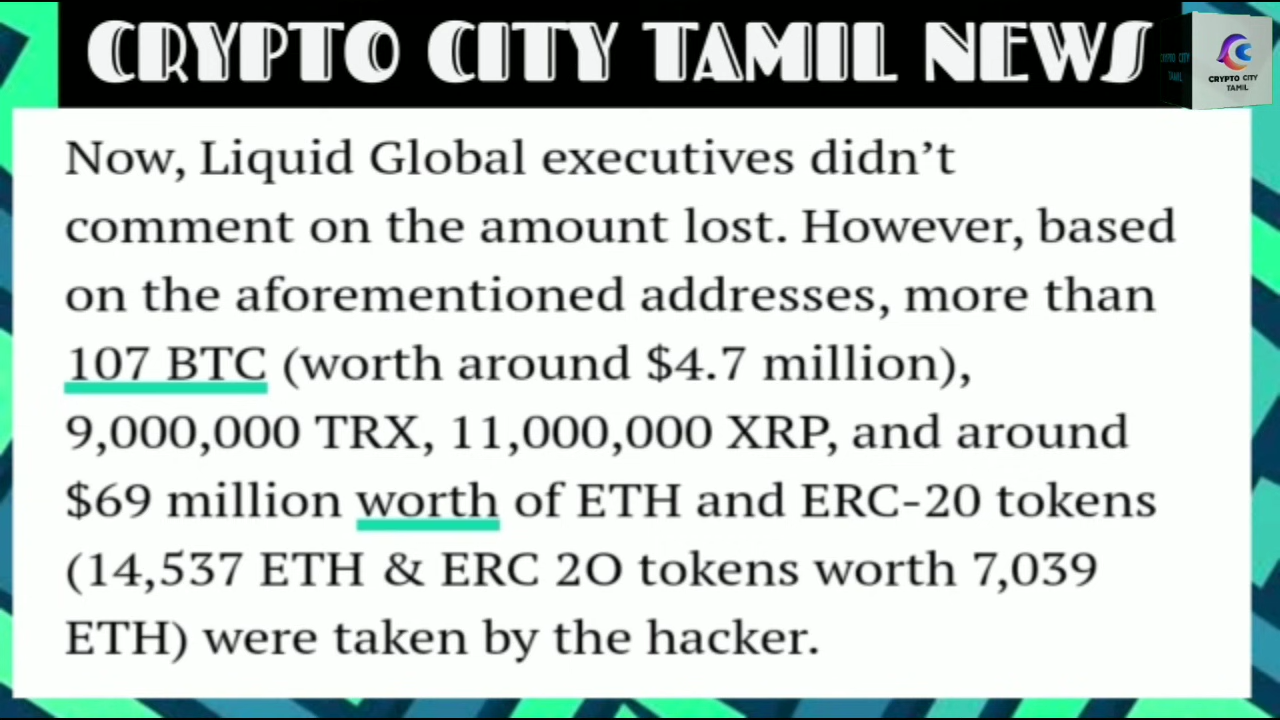 CRYPTO CITY TAMIL NEWS
CRYPTO CITY
TAMIL
CRYPTO CITY
TAMIL
Now, Liquid Global executives didn’t
comment on the amount lost. However, based
on the aforementioned addresses, more than
107 BTC (worth around $4.7 million),
9,000,000 TRX, 11,000,000 XRP, and around
$69 million worth of ETH and ERC-20 tokens
(14,537 ETH & ERC 2O tokens worth 7,039
ETH) were taken by the hacker.